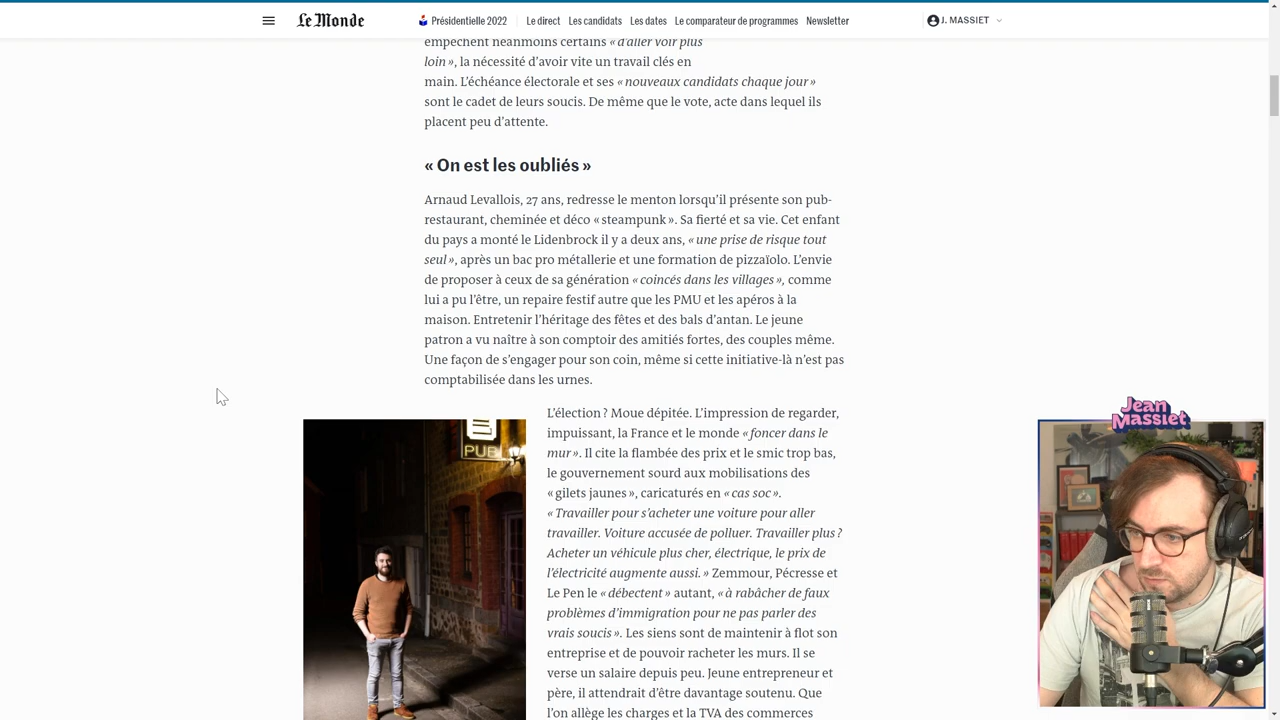 Le Monde
Présidentielle 2022
Le direct
Les candidats
Les dates
Le comparateur de programmes
Newsletter
J. MASSIET
empêchent néanmoins certains « d’aller voir plus
loin », la nécessité d’avoir vite un travail clés en
main. L’échéance électorale et ses « nouveaux candidats chaque jour »
sont le cadet de leurs soucis. De même que le vote, acte dans lequel ils
placent peu d’attente.
« On est les oubliés »
Arnaud Levallois, 27 ans, redresse le menton lorsqu’il présente son pub-
restaurant, cheminée et déco « steampunk ». Sa fierté et sa vie. Cet enfant
du pays a monté le Lidenbrock il y a deux ans, « une prise de risque tout
seul », après un bac pro métallerie et une formation de pizzaïolo. L’envie
de proposer à ceux de sa génération « coincés dans les villages », comme
lui a pu l’être, un repaire festif autre que les PMU et les apéros à la
maison. Entretenir l’héritage des fêtes et des bals d’antan. Le jeune
patron a vu naître à son comptoir des amitiés fortes, des couples même.
Une façon de s’engager pour son coin, même si cette initiative-là n’est pas
comptabilisée dans les urnes.
L’élection ? Moue dépitée. L’impression de regarder,
impuissant, la France et le monde « foncer dans le
mur ». Il cite la flambée des prix et le smic trop bas,
le gouvernement sourd aux mobilisations des
« gilets jaunes », caricaturés en « cas soc ».
« Travailler pour s’acheter une voiture pour aller
travailler. Voiture accusée de polluer. Travailler plus ?
Acheter un véhicule plus cher, électrique, le prix de
l’électricité augmente aussi. » Zemmour, Pécresse et
Le Pen le « débectent » autant, « à rabâcher de faux
problèmes d’immigration pour ne pas parler des
vrais soucis ». Les siens sont de maintenir à flot son
entreprise et de pouvoir racheter les murs. Il se
verse un salaire depuis peu. Jeune entrepreneur et
père, il attendrait d’être davantage soutenu. Que
l’on allège les charges et la TVA des commerces
PUB
Jean
Massiet